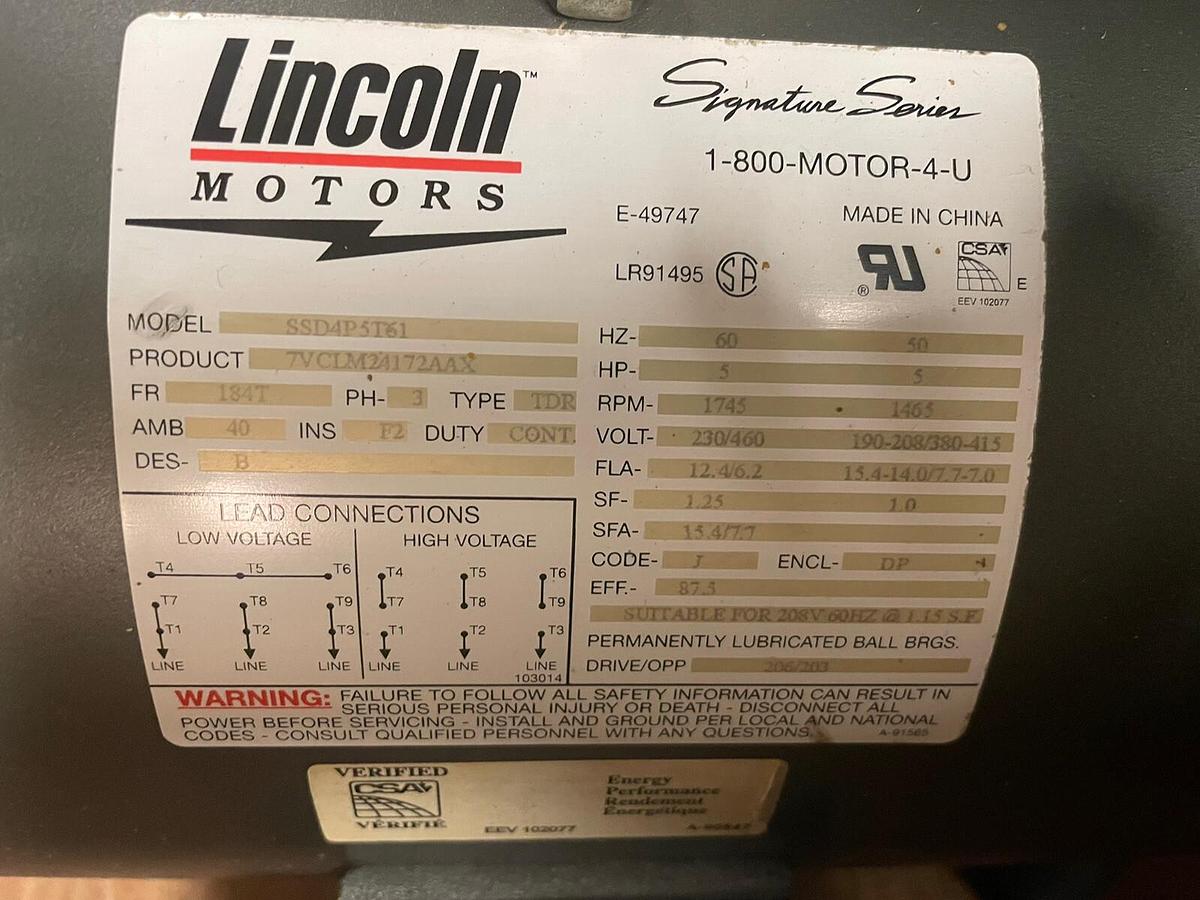 Lincoln™
MOTORS
Signature Series
1-800-MOTOR-4-U
E-49747 MADE IN CHINA
LR91495 SA ® UR CSA E
EEV 102077
MODEL SSD4P5T61
PRODUCT 7VCLM24172AAX
FR 184T PH- 3 TYPE TDR
AMB 40 INS F2 DUTY CONT.
DES- B
HZ- 60 50
HP- 5 5
RPM- 1745 1465
VOLT- 230/460 190-208/380-415
FLA- 12.4/6.2 15.4-14.0/7.7-7.0
SF- 1.25 1.0
SFA- 15.4/7.7
CODE- J ENCL- DP
EFF.- 87.5
SUITABLE FOR 208V 60HZ @ 1.15 S.F.
PERMANENTLY LUBRICATED BALL BRGS.
DRIVE/OPP 206/203
LEAD CONNECTIONS
LOW VOLTAGE HIGH VOLTAGE
T4 T5 T6 T4 T5 T6
T7 T8 T9 T7 T8 T9
T1 T2 T3 T1 T2 T3
LINE LINE LINE LINE LINE LINE
103014
WARNING: FAILURE TO FOLLOW ALL SAFETY INFORMATION CAN RESULT IN
SERIOUS PERSONAL INJURY OR DEATH - DISCONNECT ALL
POWER BEFORE SERVICING - INSTALL AND GROUND PER LOCAL AND NATIONAL
CODES - CONSULT QUALIFIED PERSONNEL WITH ANY QUESTIONS.
A-91565
VERIFIED
CSA
VÉRIFIÉ
EEV 102077
Energy
Performance
Rendement
Énergétique